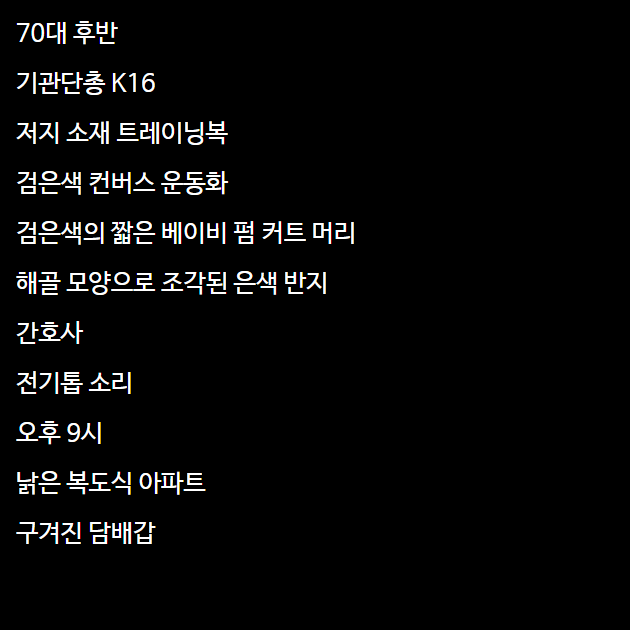 70대 후반
기관단총 K16
저지 소재 트레이닝복
검은색 컨버스 운동화
검은색의 짧은 베이비 펌 커트 머리
해골 모양으로 조각된 은색 반지
간호사
전기톱 소리
오후 9시
낡은 복도식 아파트
구겨진 담배갑